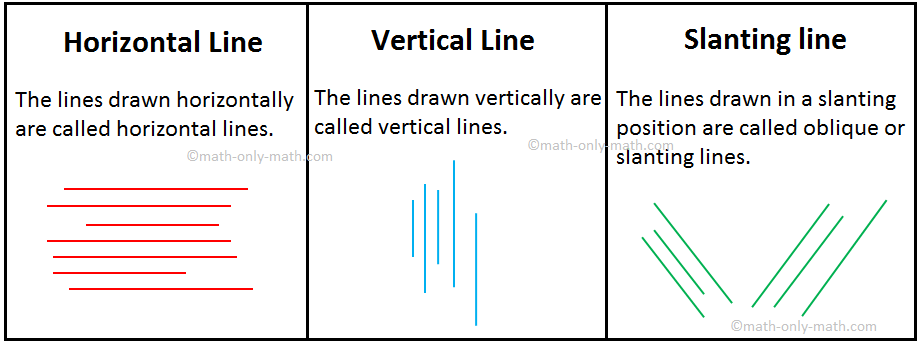 Horizontal Line
The lines drawn horizontally
are called horizontal lines.
©math-only-math.com
Vertical Line
The lines drawn vertically are
called vertical lines.
©math-only-math.com
Slanting line
The lines drawn in a slanting
position are called oblique or
slanting lines.
©math-only-math.com